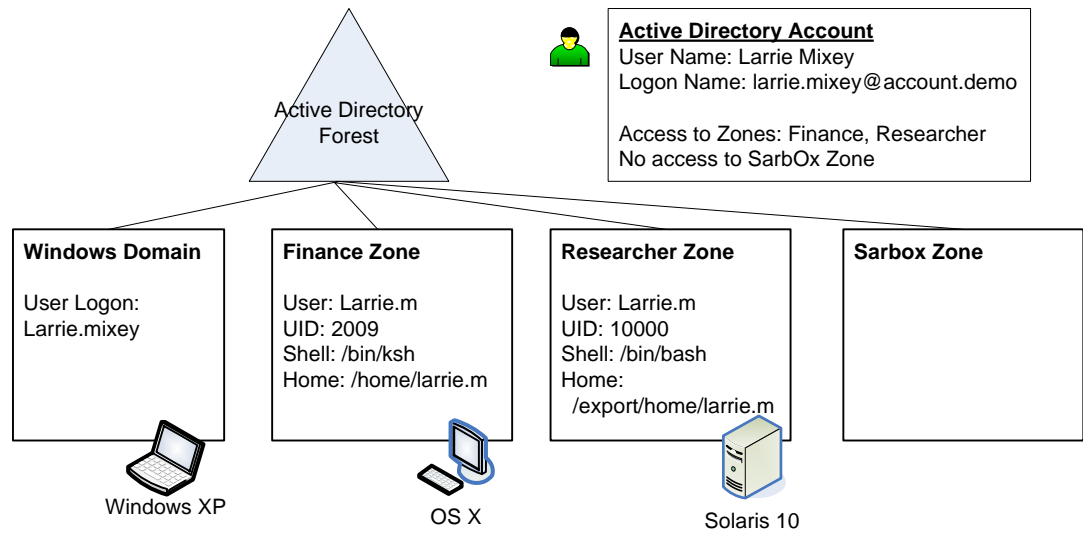 Active Directory
Forest
Active Directory Account
User Name: Larrie Mixey
Logon Name: larrie.mixey@account.demo
Access to Zones: Finance, Researcher
No access to SarbOx Zone
Windows Domain
User Logon:
Larrie.mixey
Windows XP
Finance Zone
User: Larrie.m
UID: 2009
Shell: /bin/ksh
Home: /home/larrie.m
OS X
Researcher Zone
User: Larrie.m
UID: 10000
Shell: /bin/bash
Home:
/export/home/larrie.m
Solaris 10
Sarbox Zone